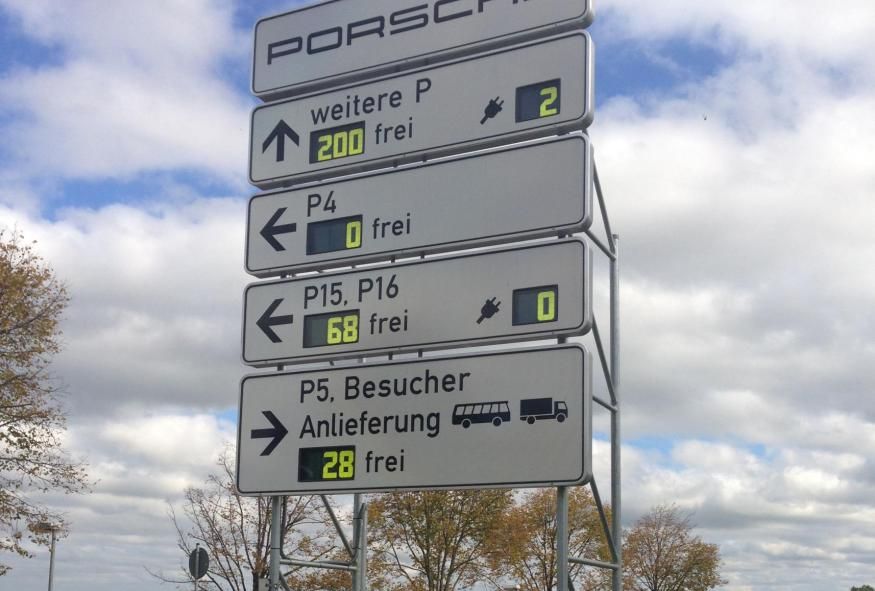 PORSCHE
weitere P
200 frei 2
P4
0 frei
P15, P16
68 frei 0
P5, Besucher
Anlieferung
28 frei